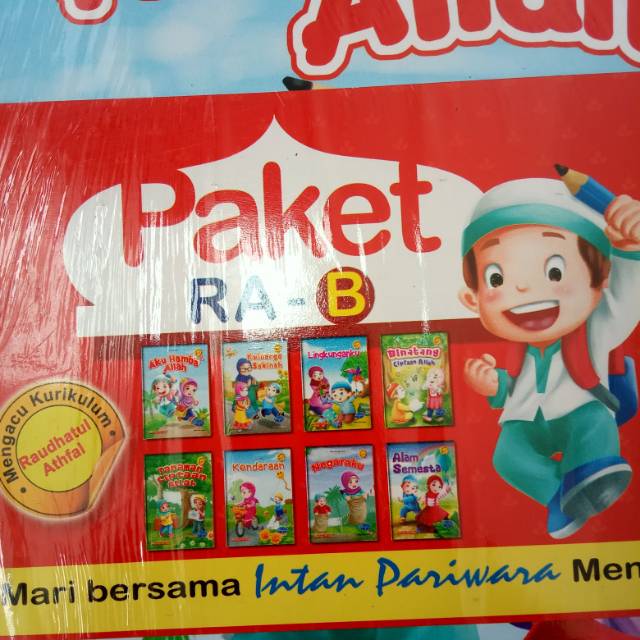 Paket
RA - B
Aku Hamba
Allah
Keluarga
Sakinah
Lingkunganku
Binatang
Ciptaan Allah
Mengacu Kurikulum
Raudhatul
Athfal
Tanaman
Ciptaan
Allah
Kendaraan
Negaraku
Alam
Semesta
Mari bersama Intan Pariwara Men